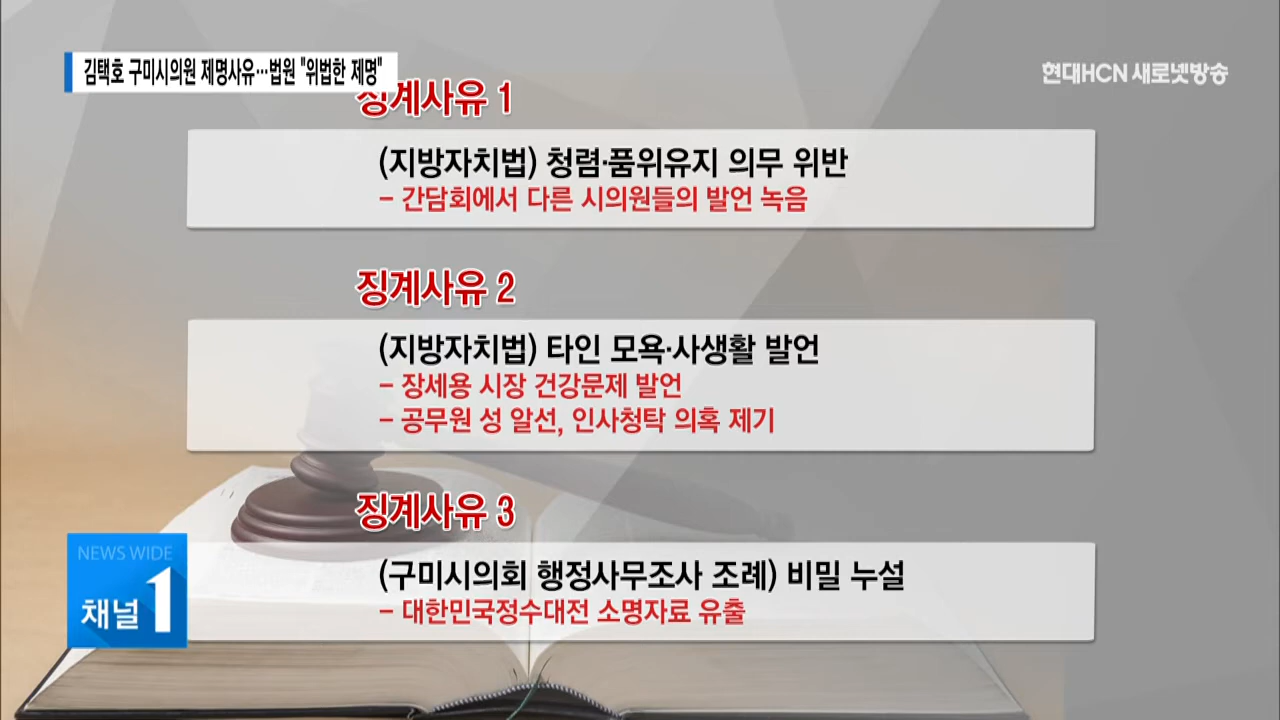 김택호 구미시의원 제명사유…법원 "위법한 제명"
현대HCN 새로넷방송
징계사유 1
(지방자치법) 청렴·품위유지 의무 위반
- 간담회에서 다른 시의원들의 발언 녹음
징계사유 2
(지방자치법) 타인 모욕·사생활 발언
- 장세용 시장 건강문제 발언
- 공무원 성 알선, 인사청탁 의혹 제기
징계사유 3
(구미시의회 행정사무조사 조례) 비밀 누설
- 대한민국정수대전 소명자료 유출
NEWS WIDE
채널1